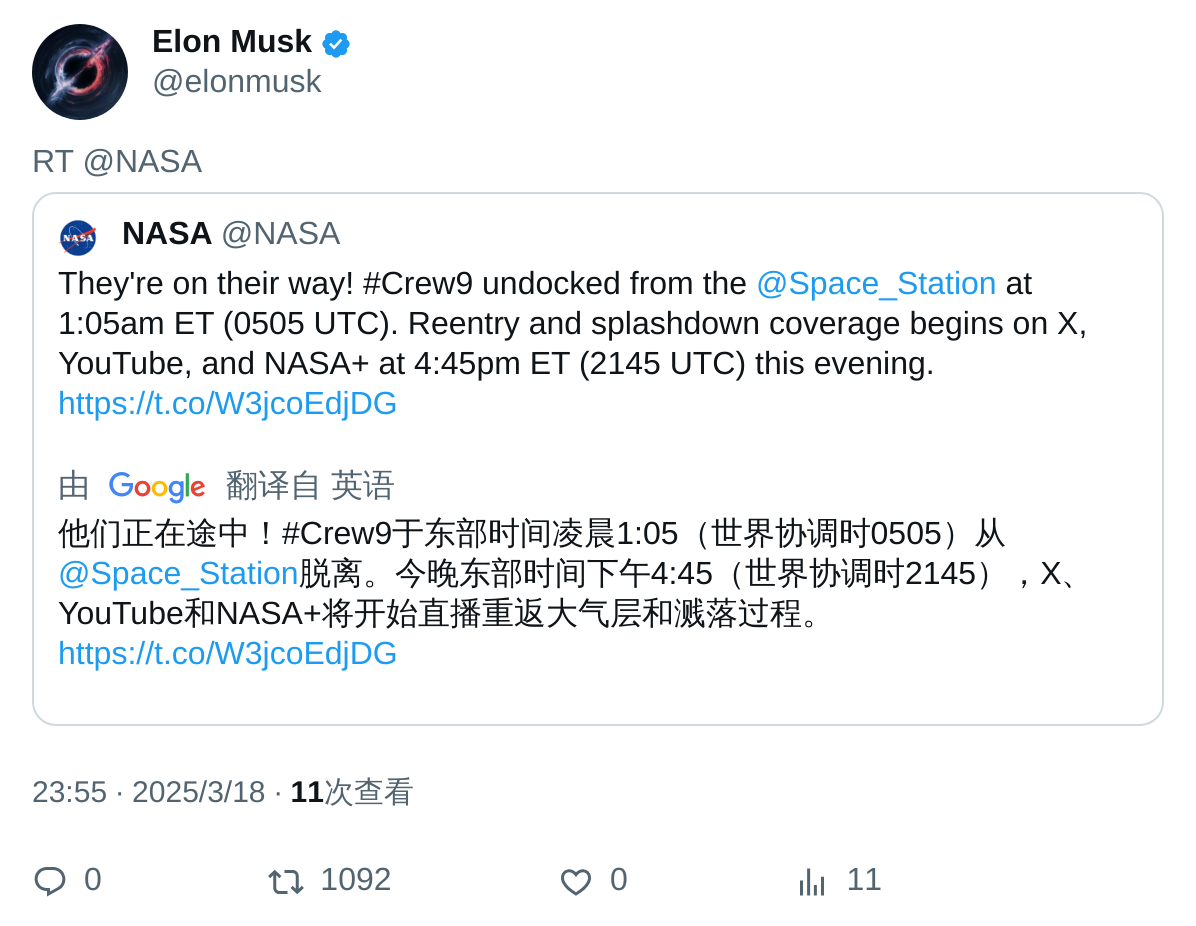 Elon Musk
@elonmusk
RT @NASA
NASA
NASA @NASA
They're on their way! #Crew9 undocked from the @Space_Station at
1:05am ET (0505 UTC). Reentry and splashdown coverage begins on X,
YouTube, and NASA+ at 4:45pm ET (2145 UTC) this evening.
https://t.co/W3jcoEdjDG
由 Google 翻译自 英语
他们正在途中！#Crew9于东部时间凌晨1:05（世界协调时0505）从
@Space_Station脱离。今晚东部时间下午4:45（世界协调时2145），X、
YouTube和NASA+将开始直播重返大气层和溅落过程。
https://t.co/W3jcoEdjDG
23:55 · 2025/3/18 · 11次查看
0 1092 0 11